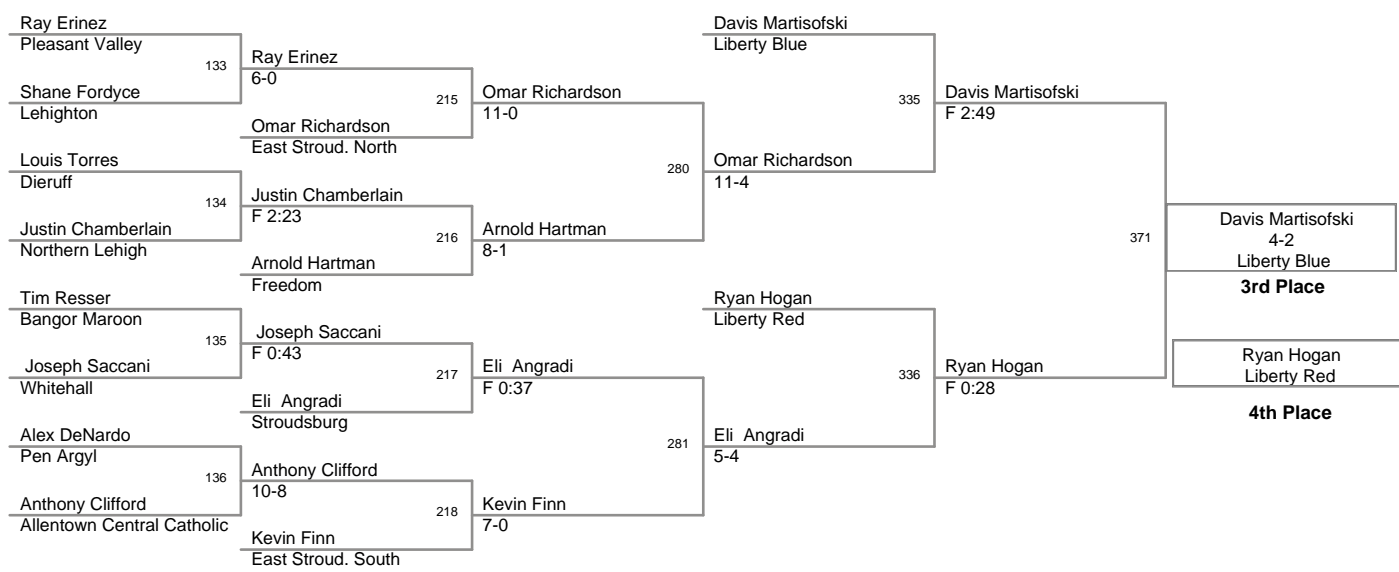 Ray Erinez
Pleasant Valley
133
Shane Fordyce
Lehighton
Louis Torres
Dieruff
134
Justin Chamberlain
Northern Lehigh
Tim Resser
Bangor Maroon
135
Joseph Saccani
Whitehall
Alex DeNardo
Pen Argyl
136
Anthony Clifford
Allentown Central Catholic
Ray Erinez
6-0
215
Omar Richardson
East Stroud. North
Justin Chamberlain
F 2:23
216
Arnold Hartman
Freedom
Joseph Saccani
F 0:43
217
Eli Angradi
Stroudsburg
Anthony Clifford
10-8
218
Kevin Finn
East Stroud. South
Omar Richardson
11-0
280
Arnold Hartman
8-1
Eli Angradi
F 0:37
281
Kevin Finn
7-0
Davis Martisofski
Liberty Blue
335
Omar Richardson
11-4
Ryan Hogan
Liberty Red
336
Eli Angradi
5-4
Davis Martisofski
F 2:49
371
Ryan Hogan
F 0:28
Davis Martisofski
4-2
Liberty Blue
3rd Place
Ryan Hogan
Liberty Red
4th Place